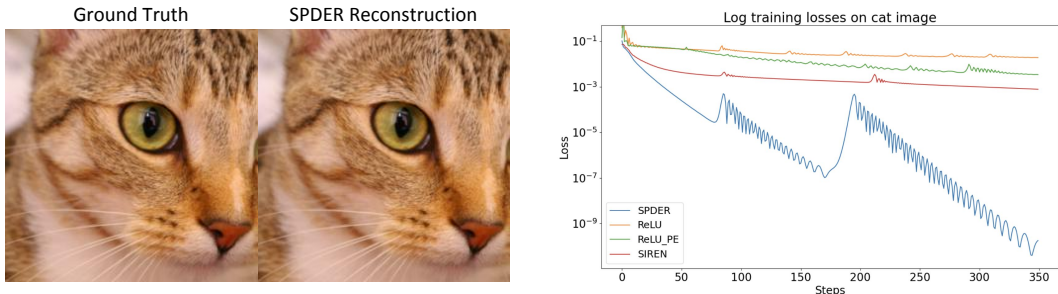 Ground Truth
SPDER Reconstruction
Log training losses on cat image
Loss
10⁻¹
10⁻³
10⁻⁵
10⁻⁷
10⁻⁹
SPDER
ReLU
ReLU_PE
SIREN
0 50 100 150 200 250 300 350
Steps